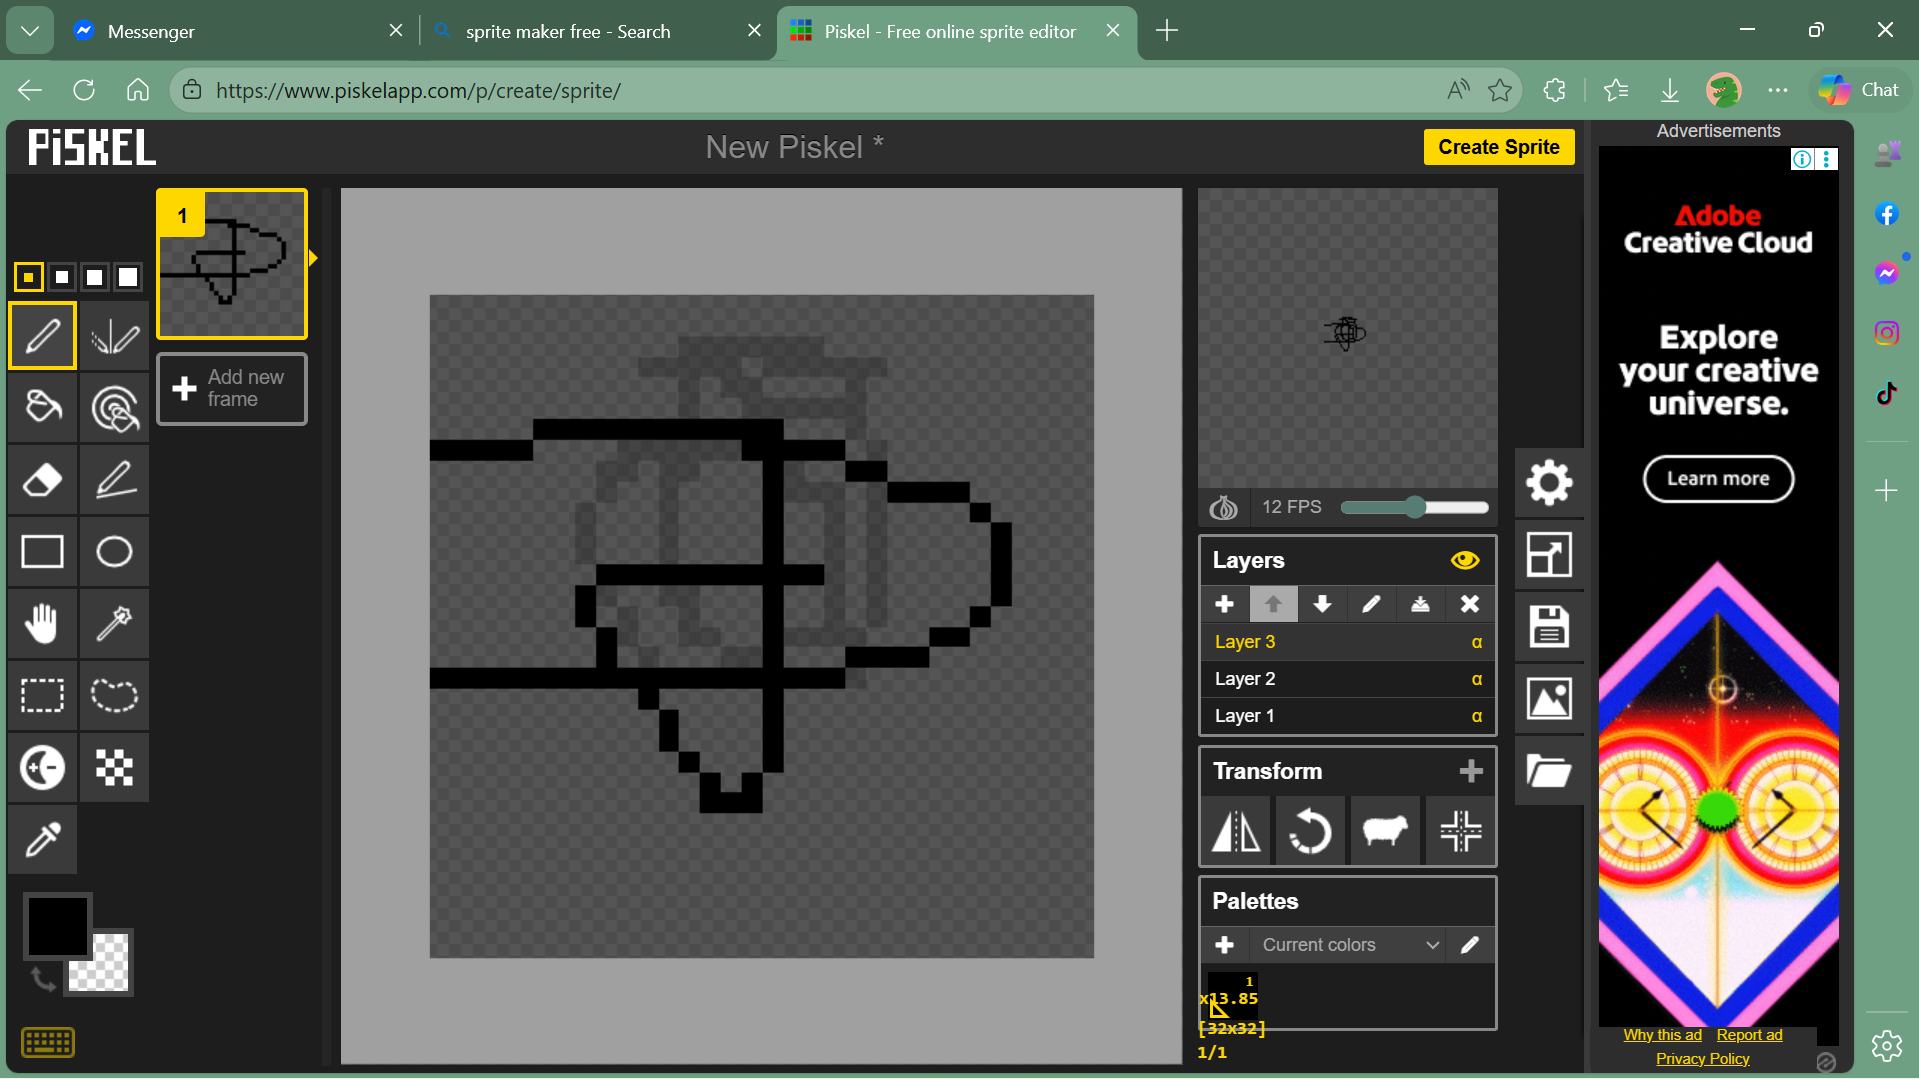 Messenger
sprite maker free - Search
Piskel - Free online sprite editor
https://www.piskelapp.com/p/create/sprite/
A
Chat
PiSKEL
New Piskel *
Create Sprite
Advertisements
1
Add new
frame
12 FPS
Layers
Layer 3 α
Layer 2 α
Layer 1 α
Transform
Palettes
Current colors
1
x13.85
[32x32]
1/1
Adobe
Creative Cloud
Explore
your creative
universe.
Learn more
Why this ad Report ad
Privacy Policy